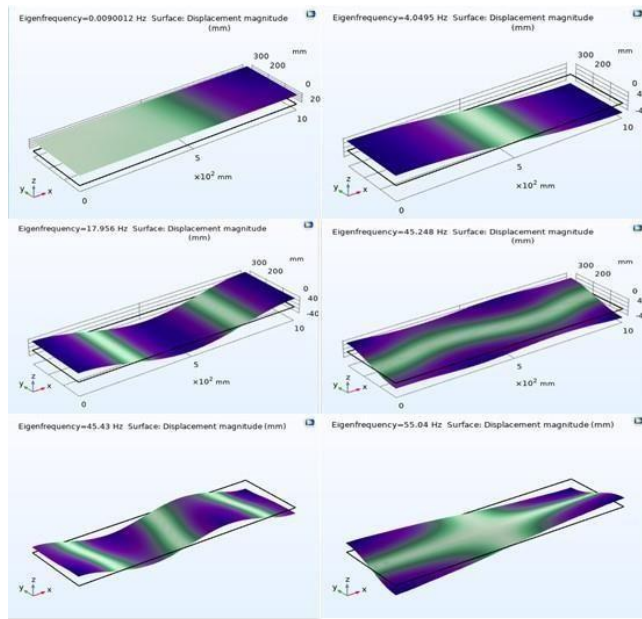 Eigenfrequency=0.0090012 Hz Surface: Displacement magnitude
(mm)
300
mm
200
0
20
10
5
×10² mm
0
y z x
Eigenfrequency=4.0495 Hz Surface: Displacement magnitude
(mm)
300
mm
200
0
4
-4
10
5
×10² mm
0
y z x
Eigenfrequency=17.956 Hz Surface: Displacement magnitude
(mm)
300
mm
200
0
40
-40
10
5
×10² mm
0
y z x
Eigenfrequency=45.248 Hz Surface: Displacement magnitude
(mm)
300
mm
200
0
4
-4
10
5
×10² mm
0
y z x
Eigenfrequency=45.43 Hz Surface: Displacement magnitude (mm)
y z x
Eigenfrequency=55.04 Hz Surface: Displacement magnitude (mm)
y z x